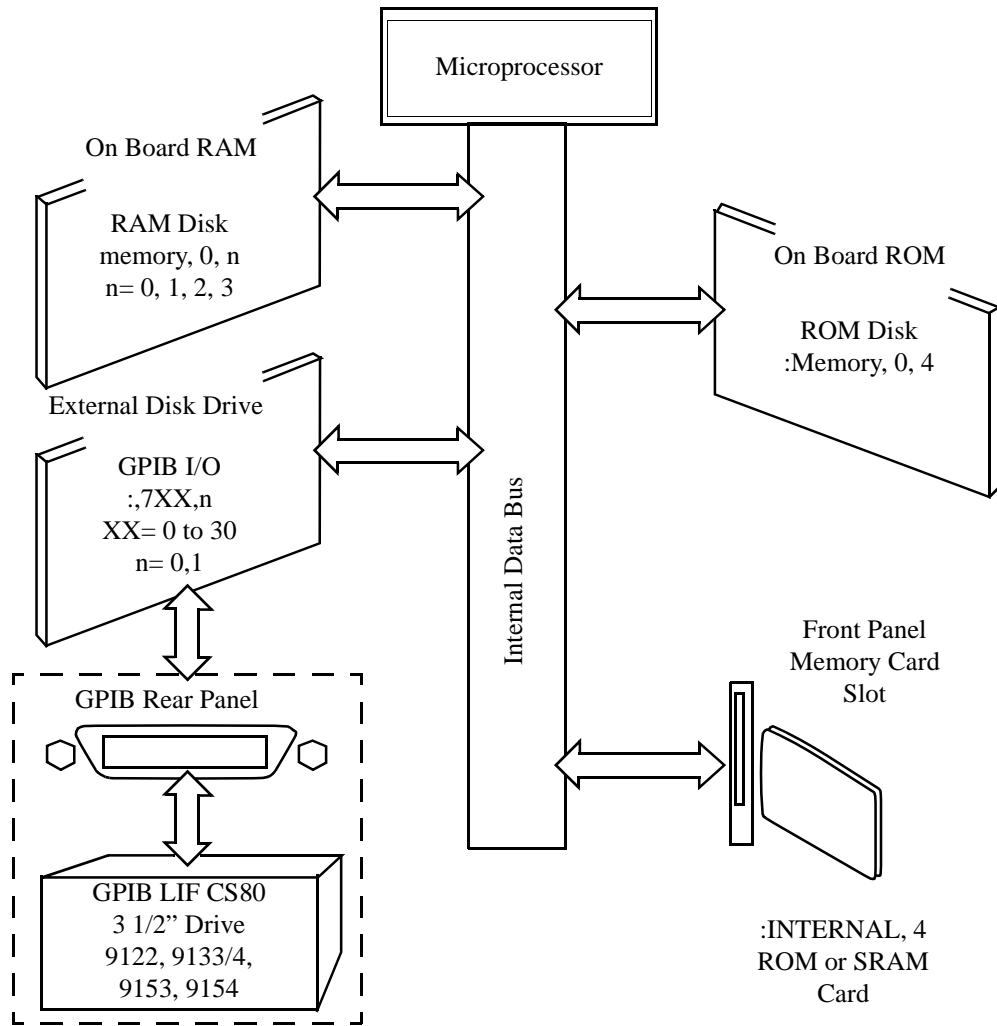 Microprocessor
On Board RAM
RAM Disk
memory, 0, n
n= 0, 1, 2, 3
On Board ROM
ROM Disk
:Memory, 0, 4
External Disk Drive
GPIB I/O
:,7XX,n
XX= 0 to 30
n= 0,1
Internal Data Bus
Front Panel
Memory Card
Slot
GPIB Rear Panel
GPIB LIF CS80
3 1/2” Drive
9122, 9133/4,
9153, 9154
:INTERNAL, 4
ROM or SRAM
Card